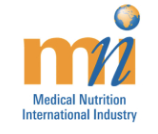 mni
Medical Nutrition
International Industry